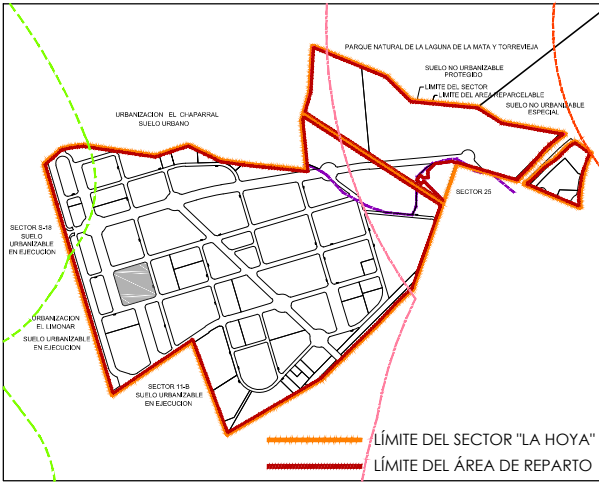 PARQUE NATURAL DE LA LAGUNA DE LA MATA Y TORREVIEJA
SUELO NO URBANIZABLE
PROTEGIDO
LIMITE DEL SECTOR
LIMITE DEL AREA REPARCELABLE
SUELO NO URBANIZABLE
ESPECIAL
URBANIZACION EL CHAPARRAL
SUELO URBANO
SECTOR 25
SECTOR S-18
SUELO
URBANIZABLE
EN EJECUCION
URBANIZACION
EL LIMONAR
SUELO URBANIZABLE
EN EJECUCION
SECTOR 11-B
SUELO URBANIZABLE
EN EJECUCION
LÍMITE DEL SECTOR "LA HOYA"
LÍMITE DEL ÁREA DE REPARTO